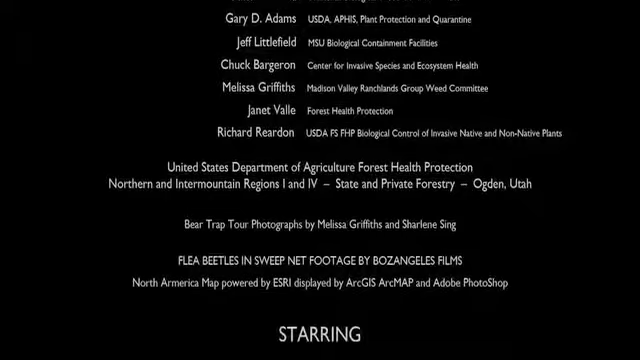 Gary D. Adams USDA, APHIS, Plant Protection and Quarantine
Jeff Littlefield MSU Biological Containment Facilities
Chuck Bargeron Center for Invasive Species and Ecosystem Health
Melissa Griffiths Madison Valley Ranchlands Group Weed Committee
Janet Valle Forest Health Protection
Richard Reardon USDA FS FHP Biological Control of Invasive Native and Non-Native Plants
United States Department of Agriculture Forest Health Protection
Northern and Intermountain Regions I and IV – State and Private Forestry – Ogden, Utah
Bear Trap Tour Photographs by Melissa Griffiths and Sharlene Sing
FLEA BEETLES IN SWEEP NET FOOTAGE BY BOZANGELES FILMS
North Armerica Map powered by ESRI displayed by ArcGIS ArcMAP and Adobe PhotoShop
STARRING